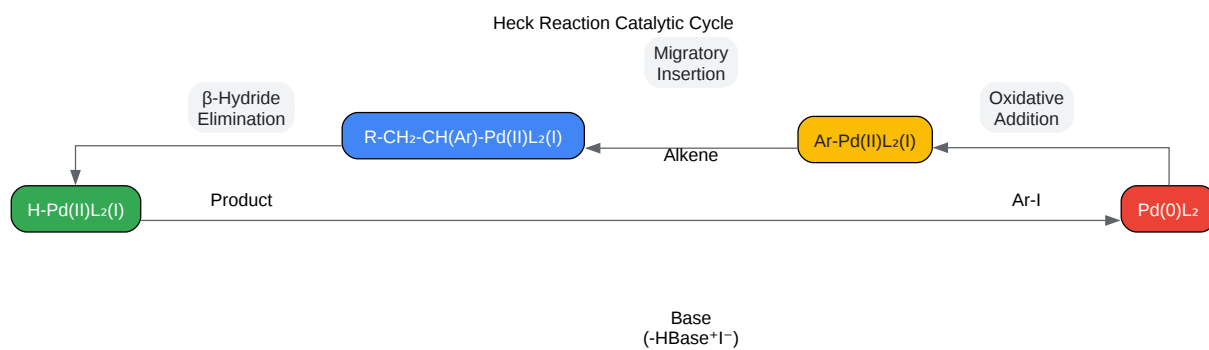 Heck Reaction Catalytic Cycle
Migratory
Insertion
β-Hydride
Elimination
Oxidative
Addition
R-CH₂-CH(Ar)-Pd(II)L₂(I)
Ar-Pd(II)L₂(I)
Alkene
H-Pd(II)L₂(I)
Product
Ar-I
Pd(0)L₂
Base
(-HBase⁺I⁻)